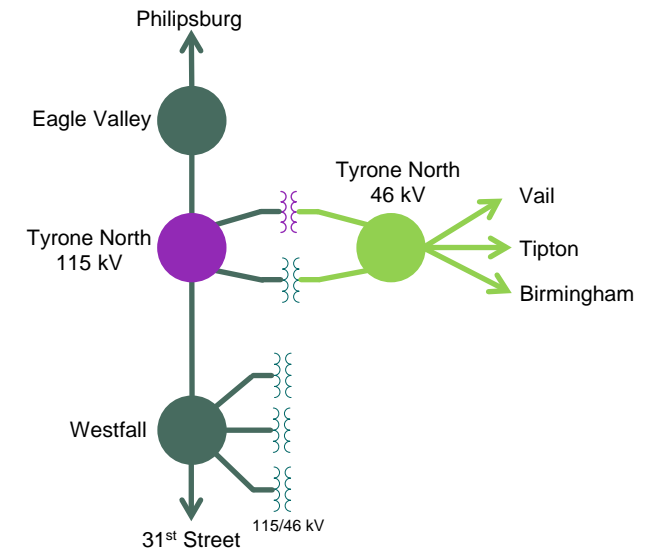 Philipsburg
Eagle Valley
Tyrone North
46 kV
Vail
Tyrone North
115 kV
Tipton
Birmingham
Westfall
115/46 kV
31st Street